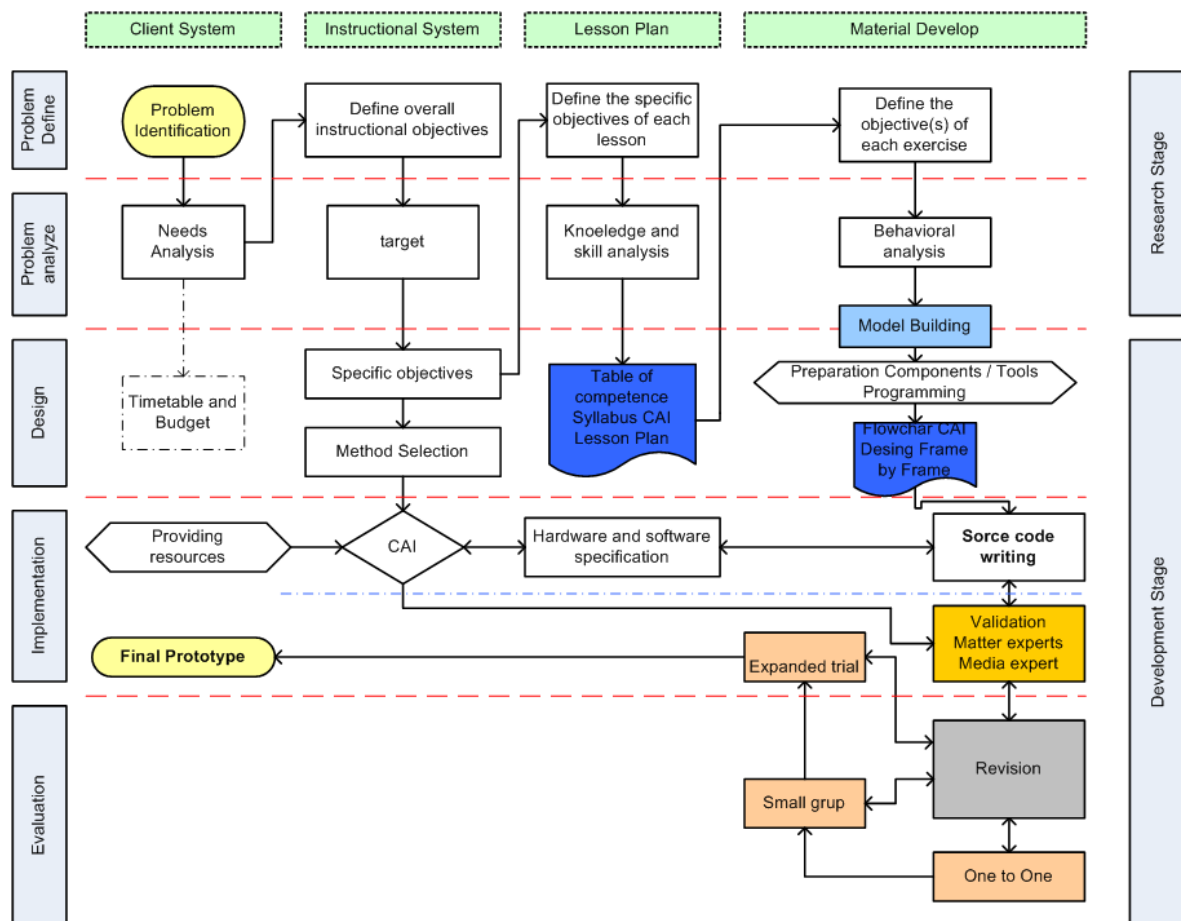 Client System
Instructional System
Lesson Plan
Material Develop
Problem
Define
Problem
Identification
Define overall
instructional objectives
Define the specific
objectives of each
lesson
Define the
objective(s) of
each exercise
Research Stage
Problem
analyze
Needs
Analysis
target
Knoeledge and
skill analysis
Behavioral
analysis
Model Building
Design
Timetable and
Budget
Specific objectives
Method Selection
Table of
competence
Syllabus CAI
Lesson Plan
Preparation Components / Tools
Programming
Flowchar CAI
Desing Frame
by Frame
Development Stage
Implementation
Providing
resources
CAI
Hardware and software
specification
Sorce code
writing
Validation
Matter experts
Media expert
Final Prototype
Expanded trial
Evaluation
Revision
Small grup
One to One